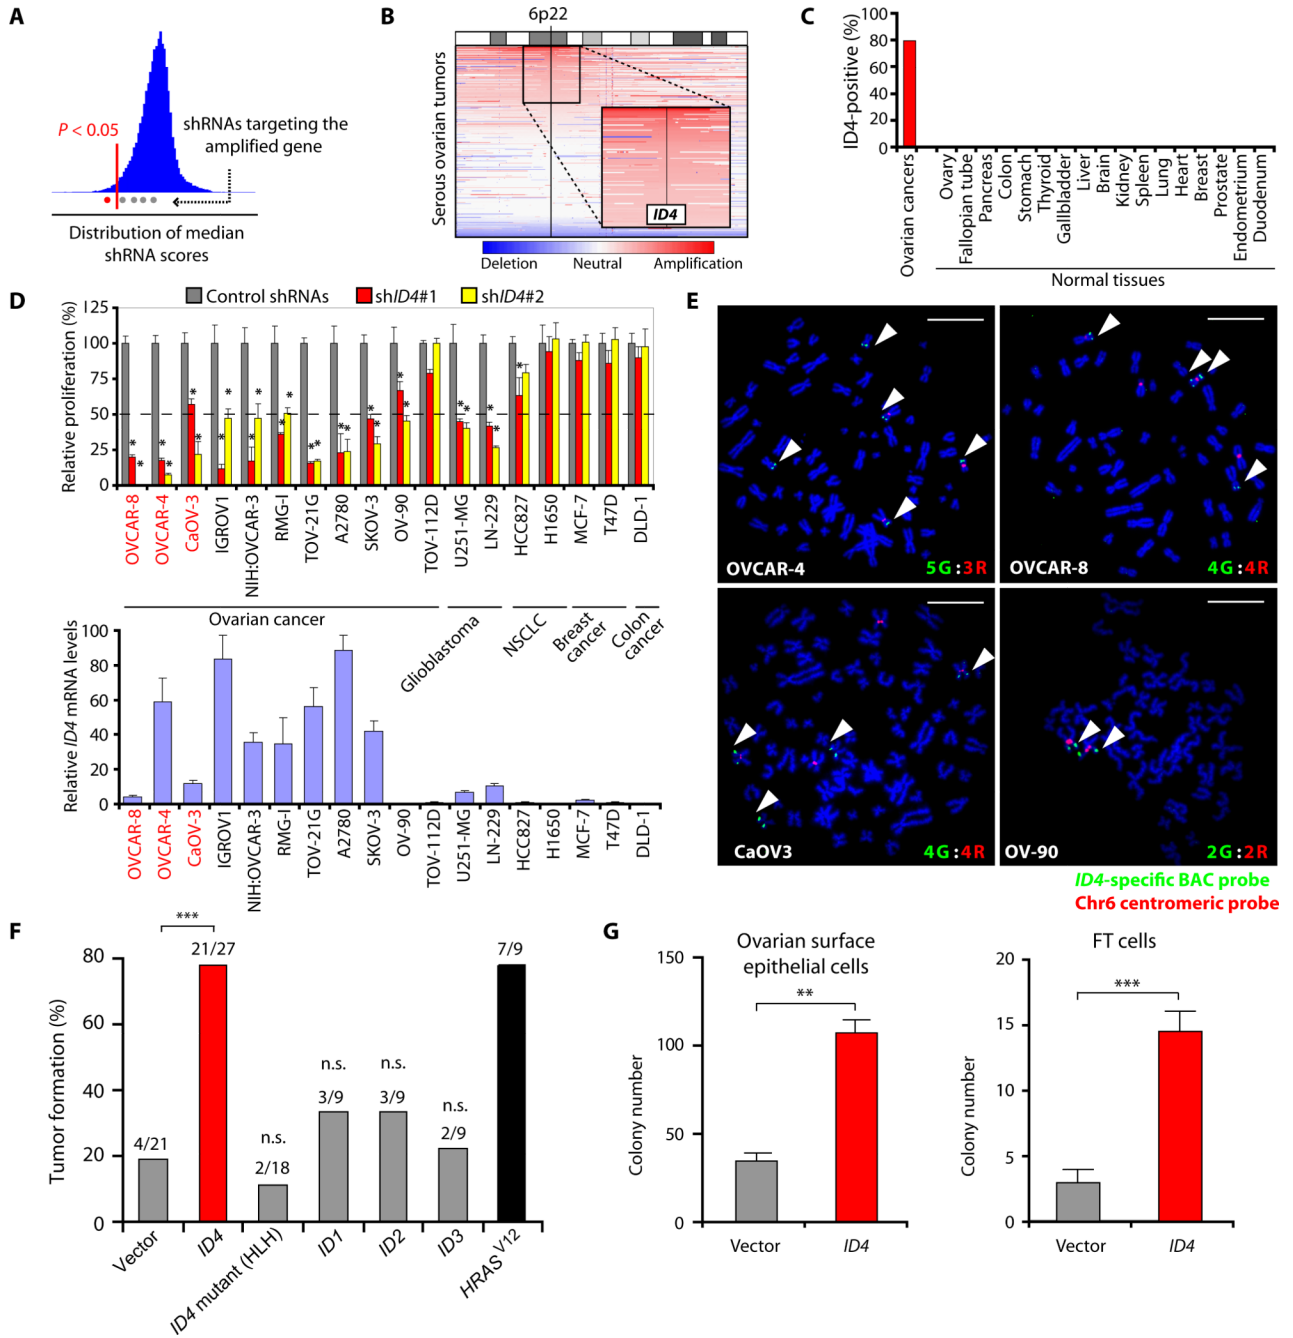 A
P < 0.05
shRNAs targeting the
amplified gene
Distribution of median
shRNA scores
B
6p22
Serous ovarian tumors
ID4
Deletion
Neutral
Amplification
C
ID4-positive (%)
100
80
60
40
20
0
Ovarian cancers
Ovary
Fallopian tube
Pancreas
Colon
Stomach
Thyroid
Gallbladder
Liver
Brain
Kidney
Spleen
Lung
Heart
Breast
Prostate
Endometrium
Duodenum
Normal tissues
D
Control shRNAs
shID4#1
shID4#2
Relative proliferation (%)
125
100
75
50
25
0
* * * * * * * * * * * * * * * * * * * * * * * * *
OVCAR-8
OVCAR-4
CaOV-3
IGROV1
NIH:OVCAR-3
RMG-I
TOV-21G
A2780
SKOV-3
OV-90
TOV-112D
U251-MG
LN-229
HCC827
H1650
MCF-7
T47D
DLD-1
Ovarian cancer
Glioblastoma
NSCLC
Breast
cancer
Colon
cancer
Relative ID4 mRNA levels
100
80
60
40
20
0
OVCAR-8
OVCAR-4
CaOV-3
IGROV1
NIH:OVCAR-3
RMG-I
TOV-21G
A2780
SKOV-3
OV-90
TOV-112D
U251-MG
LN-229
HCC827
H1650
MCF-7
T47D
DLD-1
E
OVCAR-4
5G:3R
OVCAR-8
4G:4R
CaOV3
4G:4R
OV-90
2G:2R
ID4-specific BAC probe
Chr6 centromeric probe
F
Tumor formation (%)
80
60
40
20
0
***
4/21
21/27
n.s.
2/18
n.s.
3/9
n.s.
3/9
n.s.
2/9
7/9
Vector
ID4
ID4 mutant (HLH)
ID1
ID2
ID3
HRAS V12
G
Ovarian surface
epithelial cells
Colony number
150
100
50
0
**
Vector
ID4
FT cells
Colony number
20
15
10
5
0
***
Vector
ID4